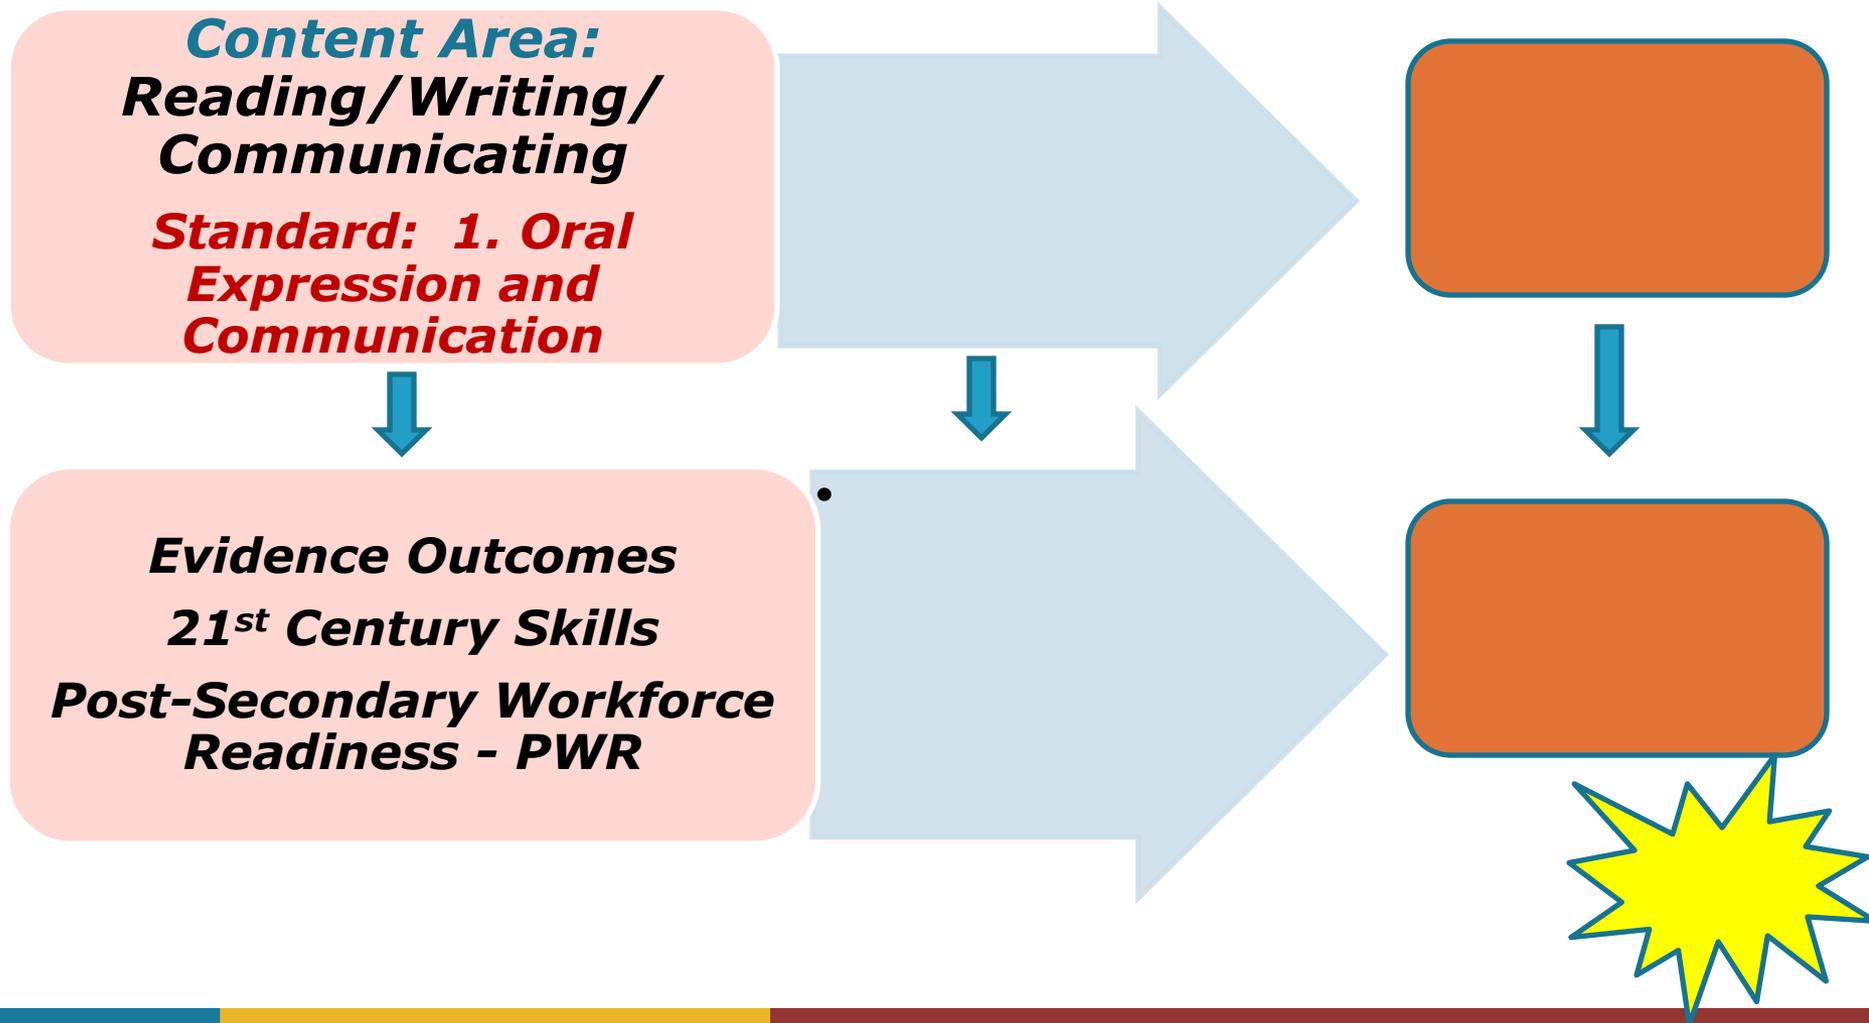 Content Area:
Reading/Writing/
Communicating
Standard:  1. Oral
Expression and
Communication
•
Evidence Outcomes
21st Century Skills
Post-Secondary Workforce
Readiness - PWR